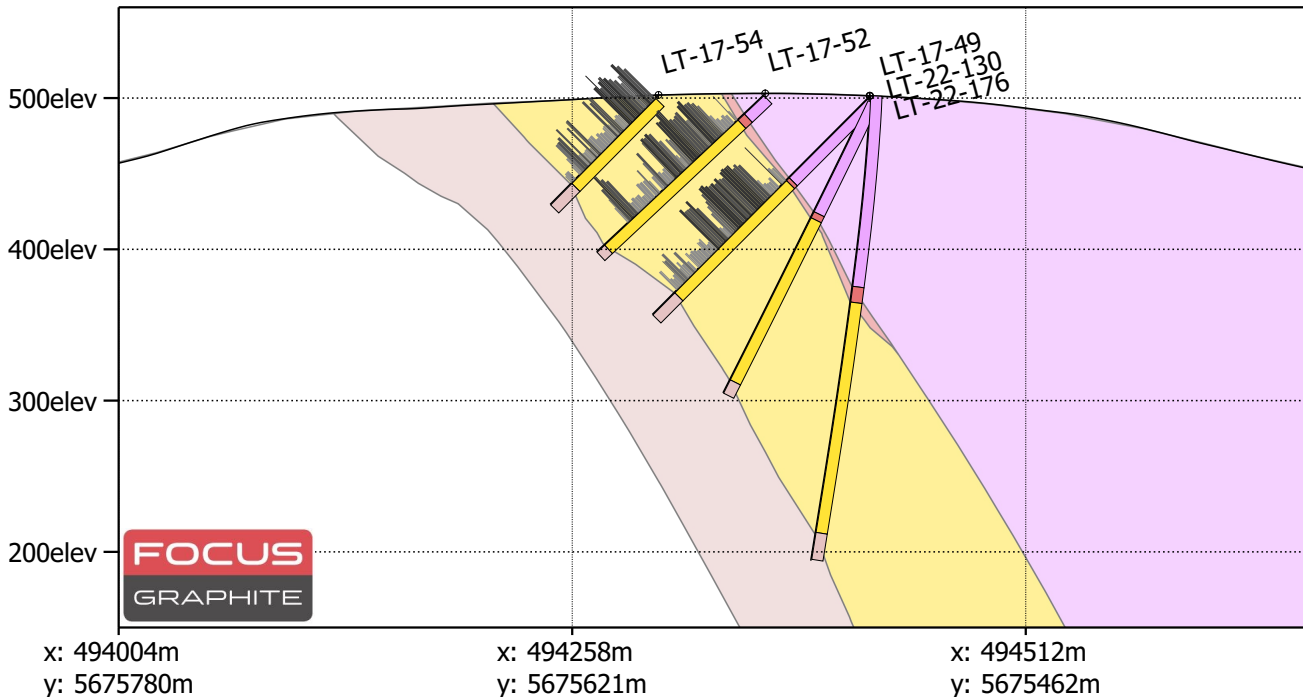 LT-17-54
LT-17-52
LT-17-49
LT-22-130
LT-22-176
500elev
400elev
300elev
200elev
FOCUS
GRAPHITE
x: 494004m
y: 5675780m
x: 494258m
y: 5675621m
x: 494512m
y: 5675462m